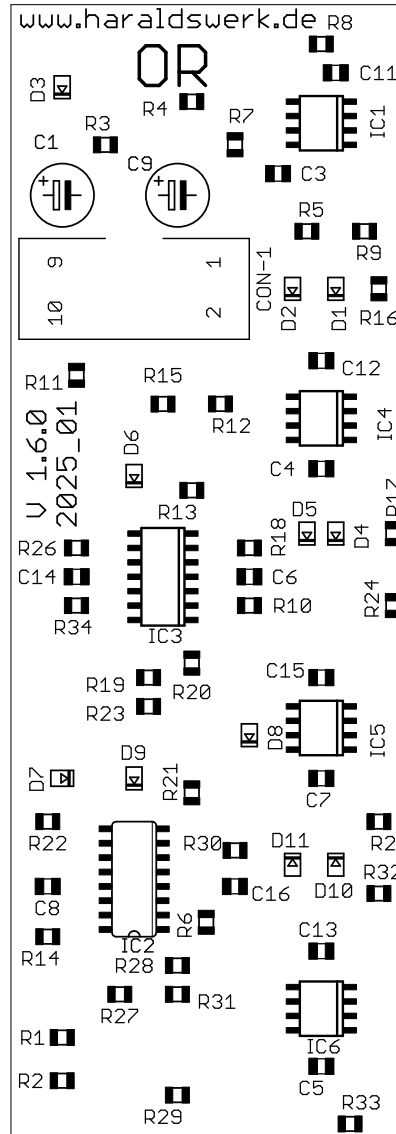 www.haraldswerk.de
R8
OR
C11
D3
R4
IC1
R7
R3
C1
C9
C3
R5
R9
9
1
CON-1
10
2
D2
D1
R16
C12
R11
R15
R12
IC4
V 1.6.0
2025_01
D6
C4
R13
D5
D4
R17
R26
R18
C14
C6
R34
R10
R24
IC3
R19
R20
C15
R23
D8
IC5
D7
D9
R21
C7
R22
R30
D11
R2
C8
C16
D10
R32
R14
IC2
R6
C13
R28
R27
R31
R1
IC6
R2
C5
R29
R33